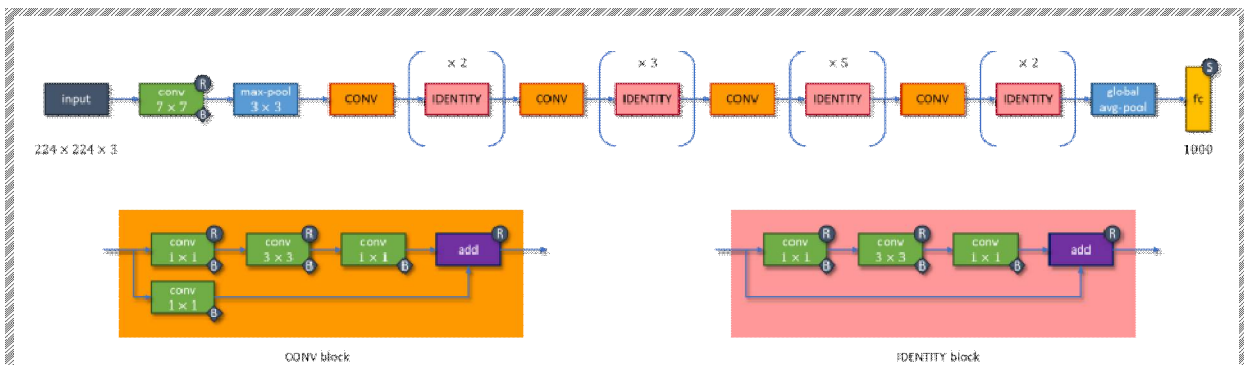 × 2
× 3
× 5
× 2
input
conv
7 × 7
R
B
max-pool
3 × 3
CONV
IDENTITY
CONV
IDENTITY
CONV
IDENTITY
CONV
IDENTITY
global
avg-pool
fc
S
224 × 224 × 3
1000
conv
1 × 1
R
B
conv
3 × 3
R
B
conv
1 × 1
B
add
R
conv
1 × 1
B
CONV block
conv
1 × 1
R
B
conv
3 × 3
R
B
conv
1 × 1
B
add
R
IDENTITY block